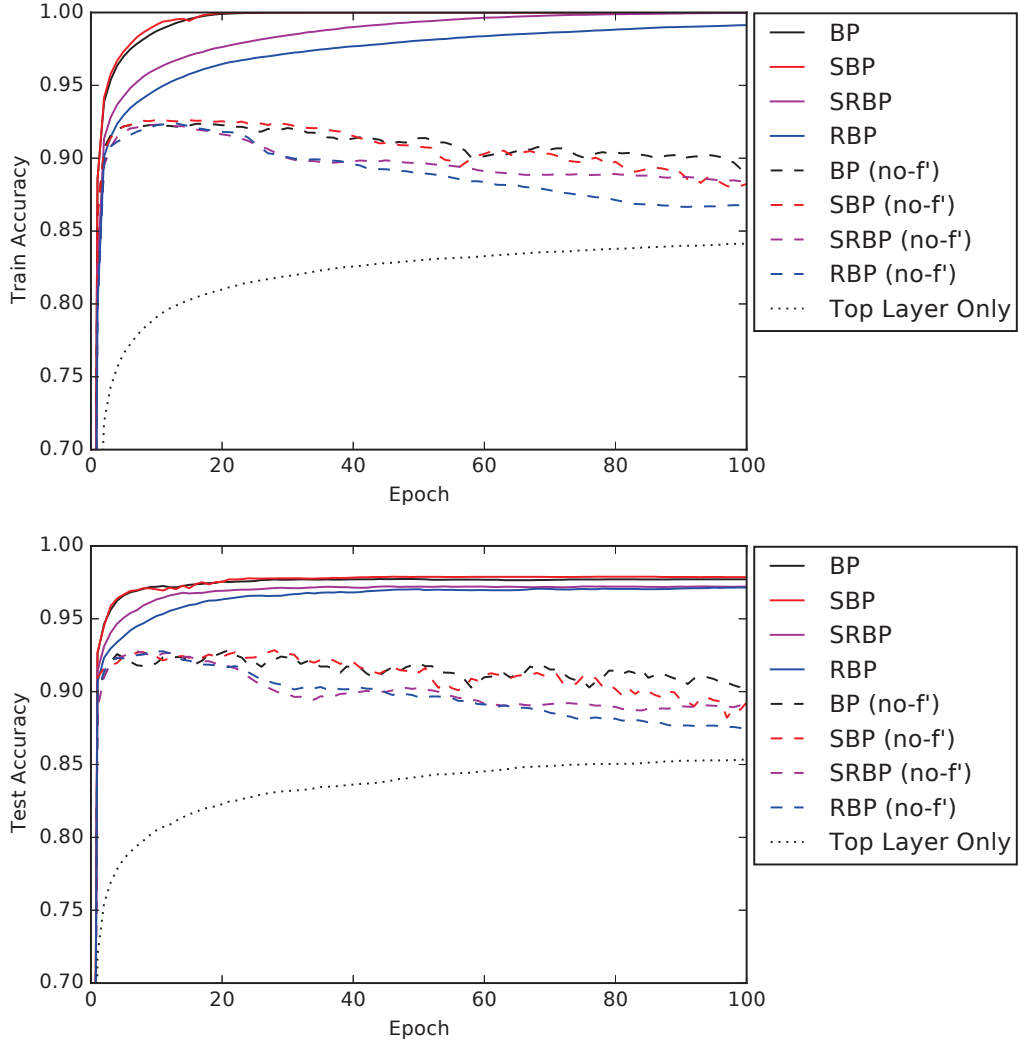 1.00
0.95
0.90
0.85
0.80
0.75
0.70
Train Accuracy
0 20 40 60 80 100
Epoch
BP
SBP
SRBP
RBP
BP (no-f')
SBP (no-f')
SRBP (no-f')
RBP (no-f')
Top Layer Only
1.00
0.95
0.90
0.85
0.80
0.75
0.70
Test Accuracy
0 20 40 60 80 100
Epoch
BP
SBP
SRBP
RBP
BP (no-f')
SBP (no-f')
SRBP (no-f')
RBP (no-f')
Top Layer Only